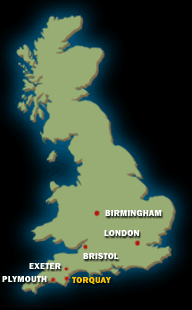 BIRMINGHAM
LONDON
BRISTOL
EXETER
PLYMOUTH
TORQUAY